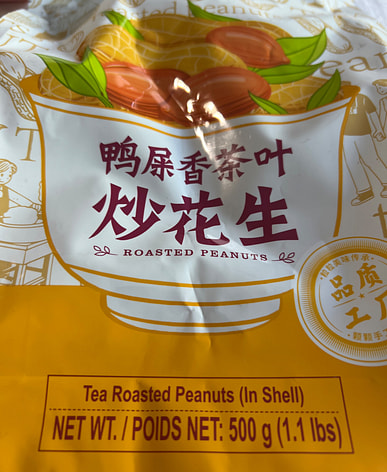 鸭屎香茶叶
炒花生
ROASTED PEANUTS
品质
工
Tea Roasted Peanuts (In Shell)
NET WT. / POIDS NET: 500 g (1.1 lbs)